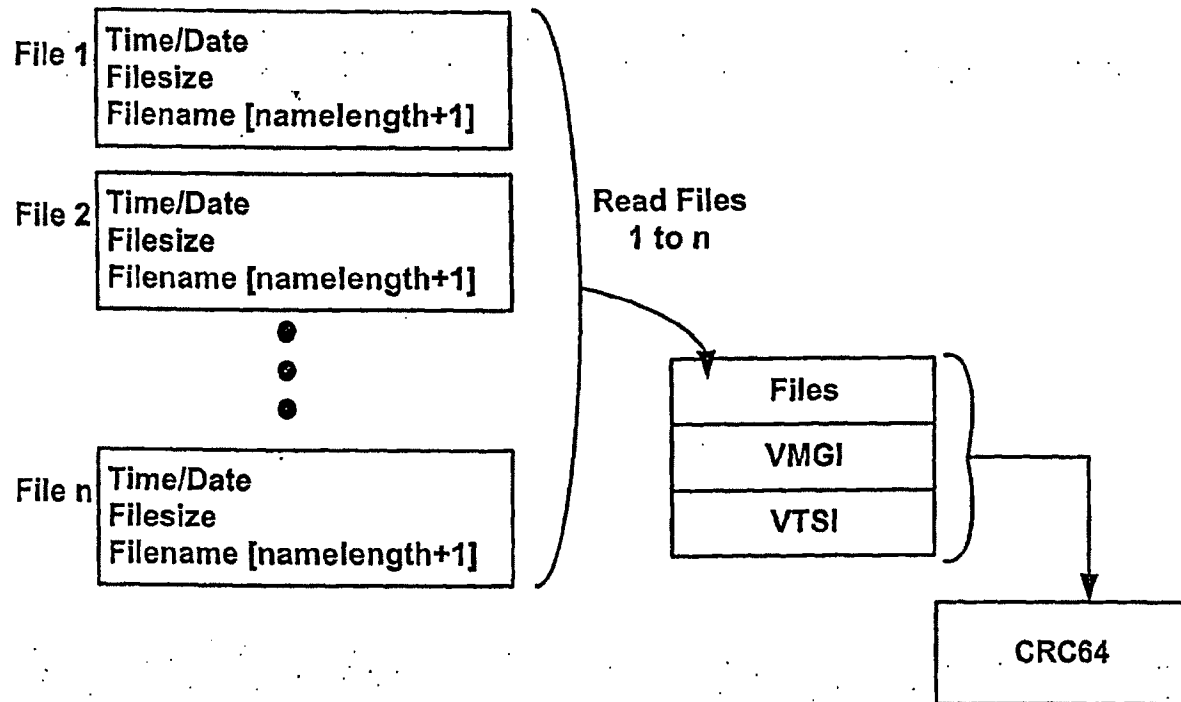 File 1
Time/Date
Filesize
Filename [namelength+1]
File 2
Time/Date
Filesize
Filename [namelength+1]
Read Files
1 to n
File n
Time/Date
Filesize
Filename [namelength+1]
Files
VMGI
VTSI
CRC64